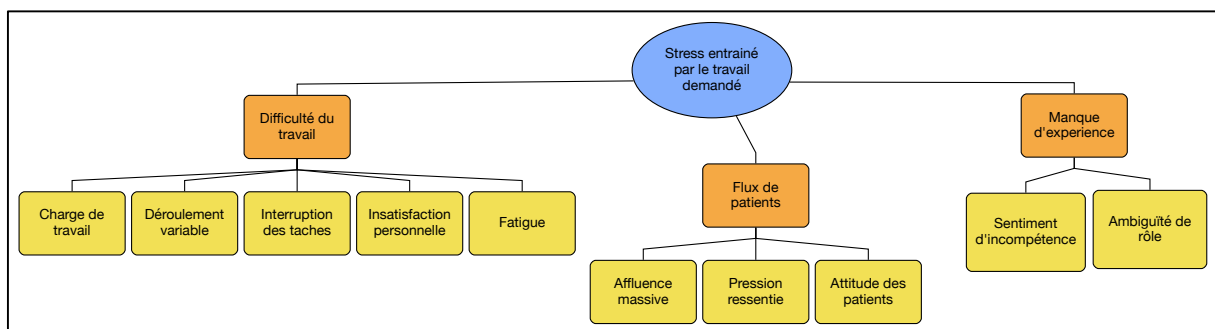 Stress entrainé
par le travail
demandé
Difficulté du
travail
Charge de
travail
Déroulement
variable
Interruption
des taches
Insatisfaction
personnelle
Fatigue
Flux de
patients
Affluence
massive
Pression
ressentie
Attitude des
patients
Manque
d'experience
Sentiment
d'incompétence
Ambiguïté de
rôle